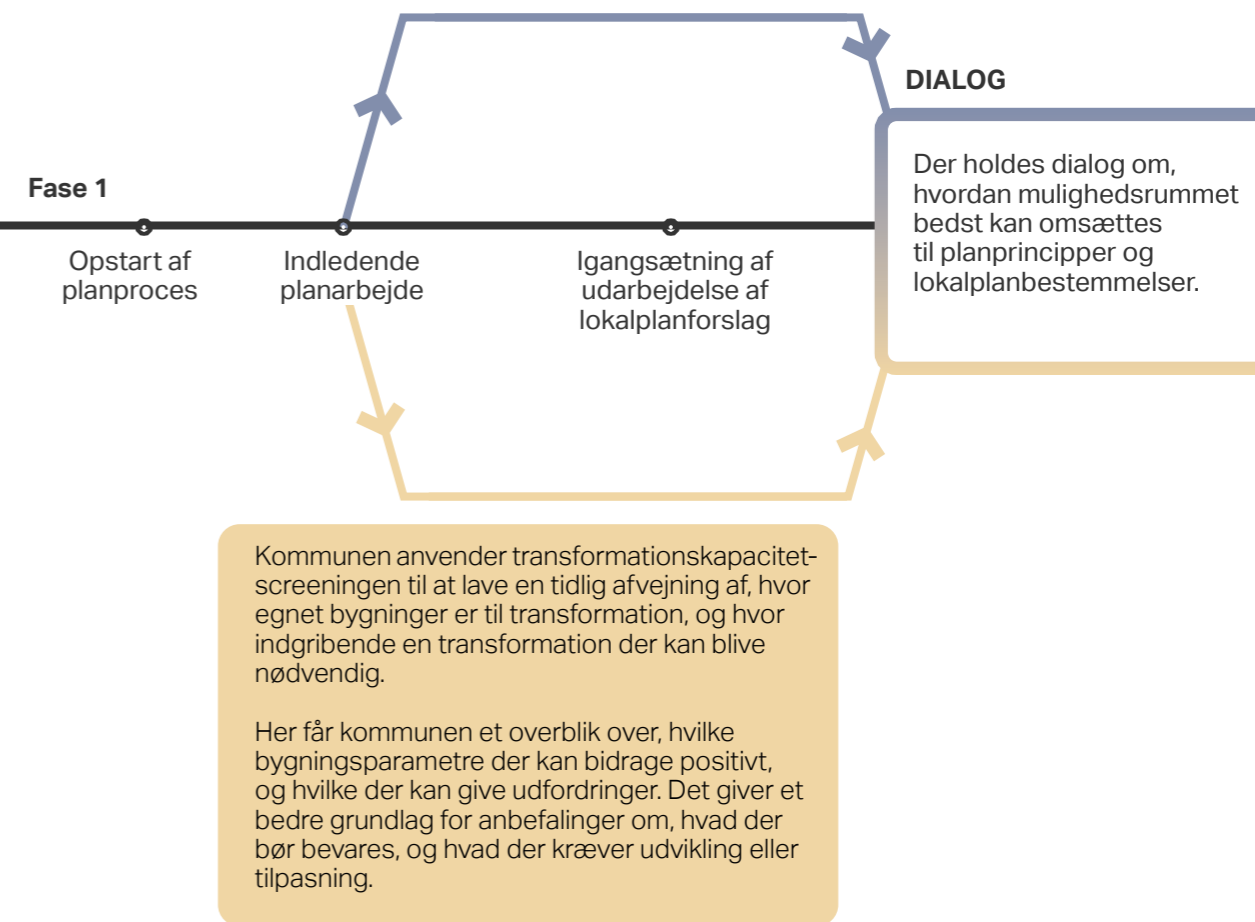 DIALOG
Der holdes dialog om,
hvordan mulighedsrummet
bedst kan omsættes
til planprincipper og
lokalplanbestemmelser.
Fase 1
Opstart af
planproces
Indledende
planarbejde
Igangsætning af
udarbejdelse af
lokalplanforslag
Kommunen anvender transformationskapacitet-
screeningen til at lave en tidlig afvejning af, hvor
egnet bygninger er til transformation, og hvor
indgribende en transformation der kan blive
nødvendig.
Her får kommunen et overblik over, hvilke
bygningsparametre der kan bidrage positivt,
og hvilke der kan give udfordringer. Det giver et
bedre grundlag for anbefalinger om, hvad der
bør bevares, og hvad der kræver udvikling eller
tilpasning.